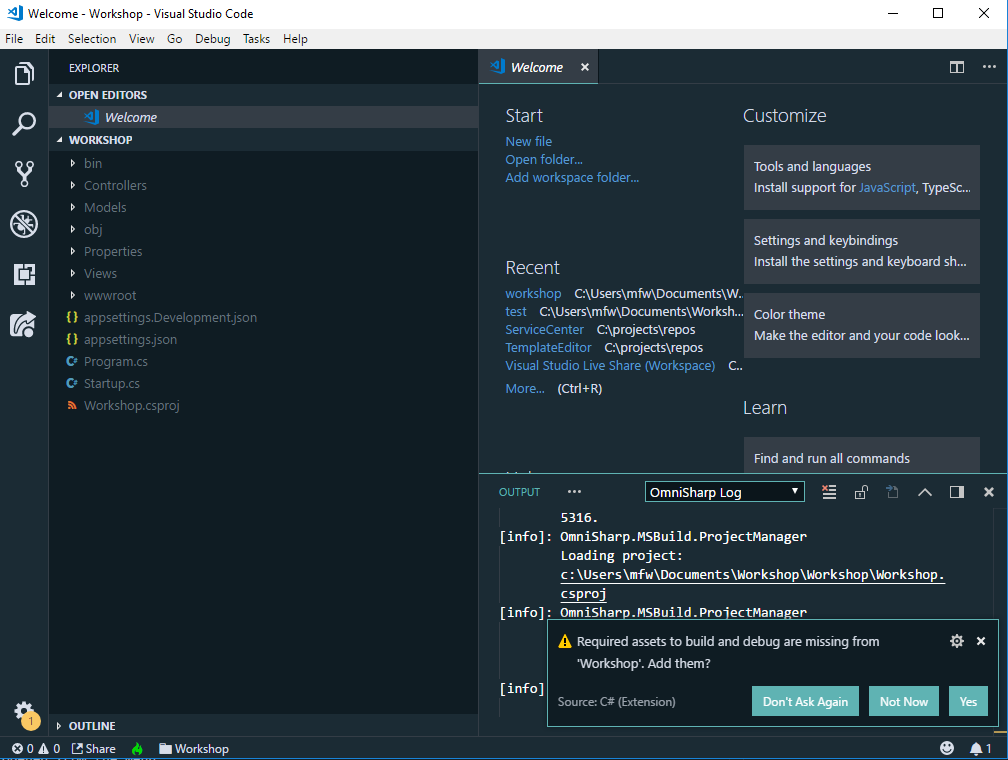 Welcome - Workshop - Visual Studio Code
File Edit Selection View Go Debug Tasks Help
EXPLORER
OPEN EDITORS
Welcome
WORKSHOP
bin
Controllers
Models
obj
Properties
Views
wwwroot
{} appsettings.Development.json
{} appsettings.json
C# Program.cs
C# Startup.cs
Workshop.csproj
OUTLINE
1
Welcome
Start
New file
Open folder...
Add workspace folder...
Recent
workshop C:\Users\mfw\Documents\W...
test C:\Users\mfw\Documents\Worksh...
ServiceCenter C:\projects\repos
TemplateEditor C:\projects\repos
Visual Studio Live Share (Workspace) C...
More... (Ctrl+R)
Customize
Tools and languages
Install support for JavaScript, TypeSc...
Settings and keybindings
Install the settings and keyboard sh...
Color theme
Make the editor and your code look...
Learn
Find and run all commands
OUTPUT ... OmniSharp Log
5316.
[info]: OmniSharp.MSBuild.ProjectManager
Loading project:
c:\Users\mfw\Documents\Workshop\Workshop\Workshop.
csproj
[info]: OmniSharp.MSBuild.ProjectManager
[info]
Required assets to build and debug are missing from
'Workshop'. Add them?
Source: C# (Extension)
Don't Ask Again Not Now Yes
0 0 Share Workshop 1